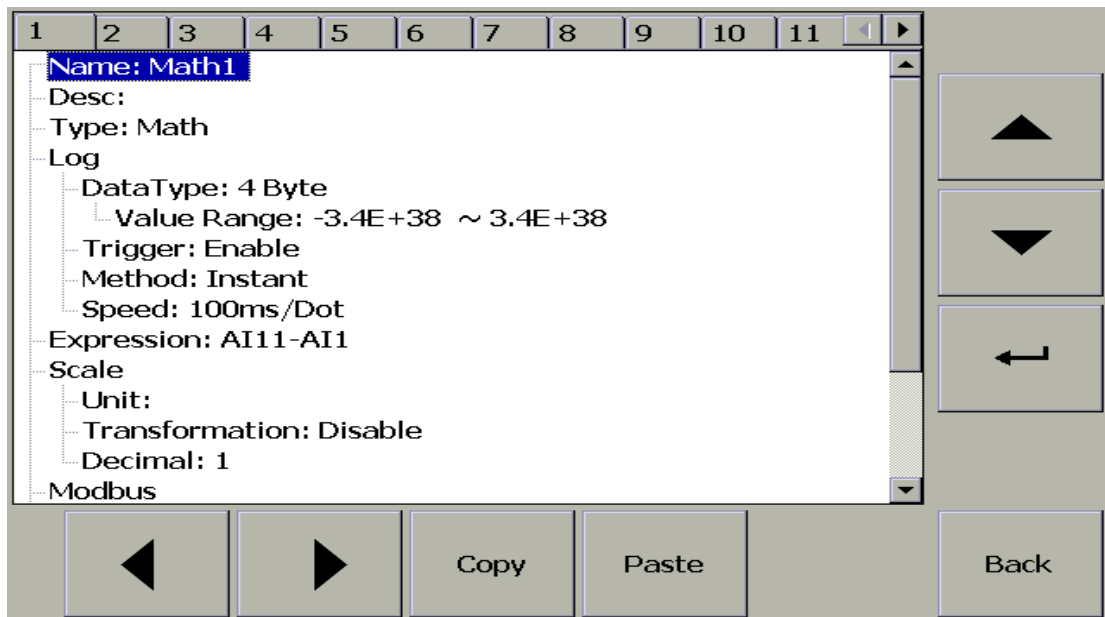 1 2 3 4 5 6 7 8 9 10 11
Name: Math1
Desc:
Type: Math
Log
DataType: 4 Byte
Value Range: -3.4E+38 ~ 3.4E+38
Trigger: Enable
Method: Instant
Speed: 100ms/Dot
Expression: AI11-AI1
Scale
Unit:
Transformation: Disable
Decimal: 1
Modbus
Copy Paste Back